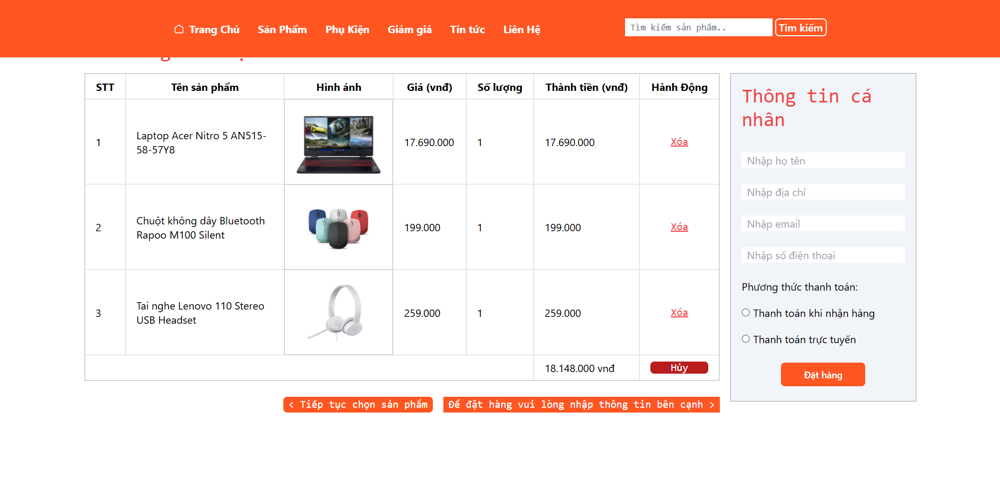 Trang Chủ Sản Phẩm Phụ Kiện Giảm giá Tin tức Liên Hệ Tìm kiếm sản phẩm.. Tìm kiếm
STT Tên sản phẩm Hình ảnh Giá (vnđ) Số lượng Thành tiền (vnđ) Hành Động
1 Laptop Acer Nitro 5 AN515-
58-57Y8 17.690.000 1 17.690.000 Xóa
2 Chuột không dây Bluetooth
Rapoo M100 Silent 199.000 1 199.000 Xóa
3 Tai nghe Lenovo 110 Stereo
USB Headset 259.000 1 259.000 Xóa
18.148.000 vnđ Hủy
< Tiếp tục chọn sản phẩm Để đặt hàng vui lòng nhập thông tin bên cạnh >
Thông tin cá
nhân
Nhập họ tên
Nhập địa chỉ
Nhập email
Nhập số điện thoại
Phương thức thanh toán:
Thanh toán khi nhận hàng
Thanh toán trực tuyến
Đặt hàng